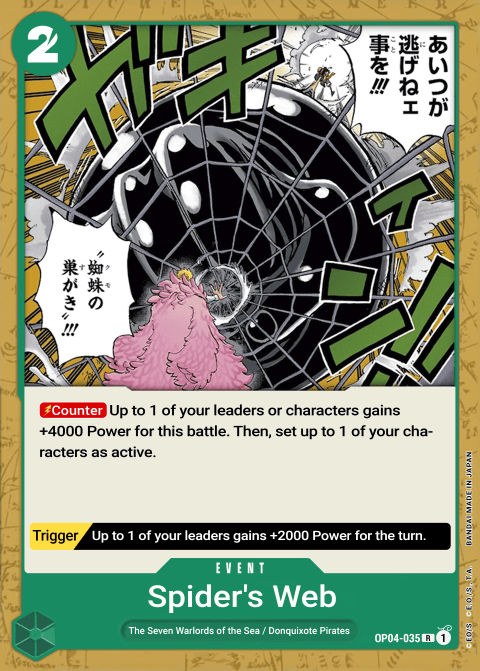 2
あいつが
逃げねェ
事を!!!
ガギ
"蜘蛛の
巣がき"!!!
Counter Up to 1 of your leaders or characters gains
+4000 Power for this battle. Then, set up to 1 of your cha-
racters as active.
Trigger Up to 1 of your leaders gains +2000 Power for the turn.
EVENT
Spider's Web
The Seven Warlords of the Sea / Donquixote Pirates
OP04-035 R 1
©E.O./S. ©E.O./S.,T.A. BANDAI MADE IN JAPAN